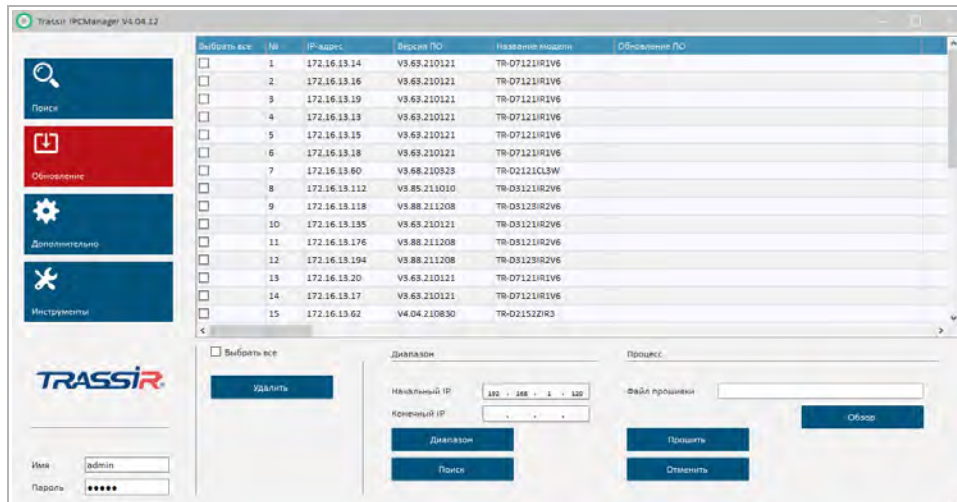 Trassir IPCManager V4.04.12
Поиск
Обновление
Дополнительно
Инструменты
TRASSIR
Имя admin
Пароль •••••
Выбрать все № IP-адрес Версия ПО Название модели Обновление ПО
1 172.16.13.14 V3.63.210121 TR-D7121IR1V6
2 172.16.13.16 V3.63.210121 TR-D7121IR1V6
3 172.16.13.19 V3.63.210121 TR-D7121IR1V6
4 172.16.13.13 V3.63.210121 TR-D7121IR1V6
5 172.16.13.15 V3.63.210121 TR-D7121IR1V6
6 172.16.13.18 V3.63.210121 TR-D7121IR1V6
7 172.16.13.60 V3.68.210323 TR-D2121CL3W
8 172.16.13.112 V3.85.211010 TR-D3121IR2V6
9 172.16.13.118 V3.88.211208 TR-D3123IR2V6
10 172.16.13.135 V3.63.210121 TR-D3121IR2V6
11 172.16.13.176 V3.88.211208 TR-D3121IR2V6
12 172.16.13.194 V3.88.211208 TR-D3123IR2V6
13 172.16.13.20 V3.63.210121 TR-D7121IR1V6
14 172.16.13.17 V3.63.210121 TR-D7121IR1V6
15 172.16.13.62 V4.04.210830 TR-D2152ZIR3
Выбрать все
Удалить
Диапазон
Начальный IP 192 . 168 . 1 . 120
Конечный IP . . .
Диапазон
Поиск
Процесс
Файл прошивки
Обзор
Прошить
Отменить